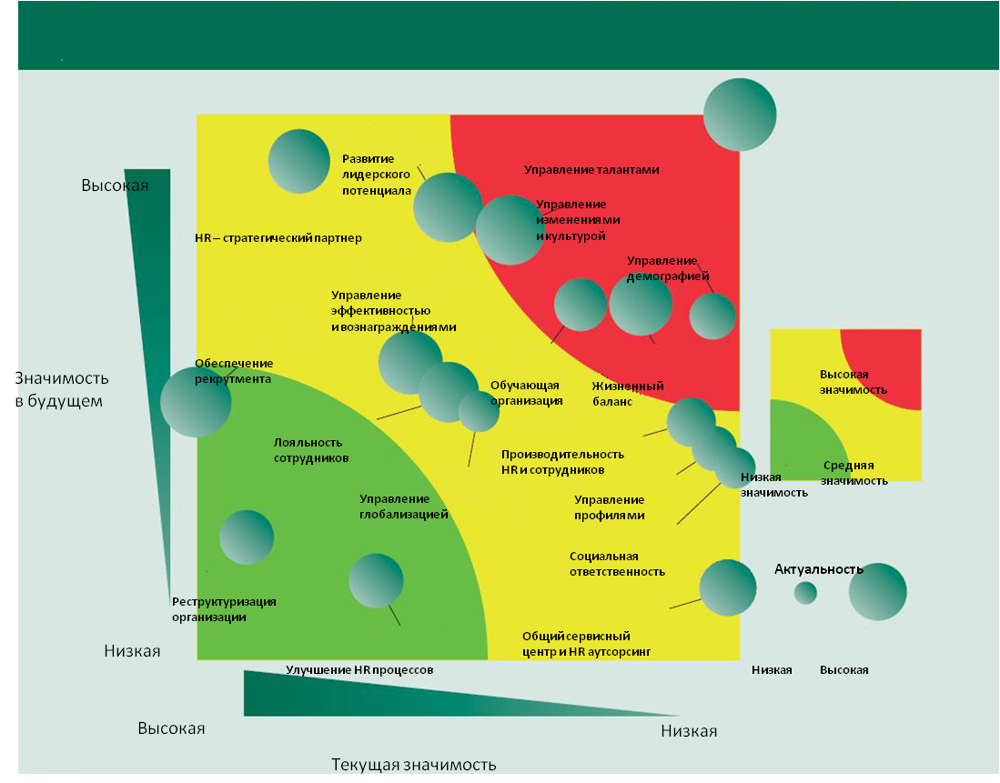 Развитие
лидерского
потенциала
Управление талантами
Высокая
Управление
изменениями
и культурой
HR – стратегический партнер
Управление
демографией
Управление
эффективностью
и вознаграждениями
Обеспечение
рекрутмента
Значимость
в будущем
Обучающая
организация
Жизненный
баланс
Высокая
значимость
Лояльность
сотрудников
Производительность
HR и сотрудников
Средняя
значимость
Низкая
значимость
Управление
глобализацией
Управление
профилями
Социальная
ответственность
Актуальность
Реструктуризация
организации
Общий сервисный
центр и HR аутсорсинг
Низкая
Улучшение HR процессов
Низкая
Высокая
Высокая
Низкая
Текущая значимость